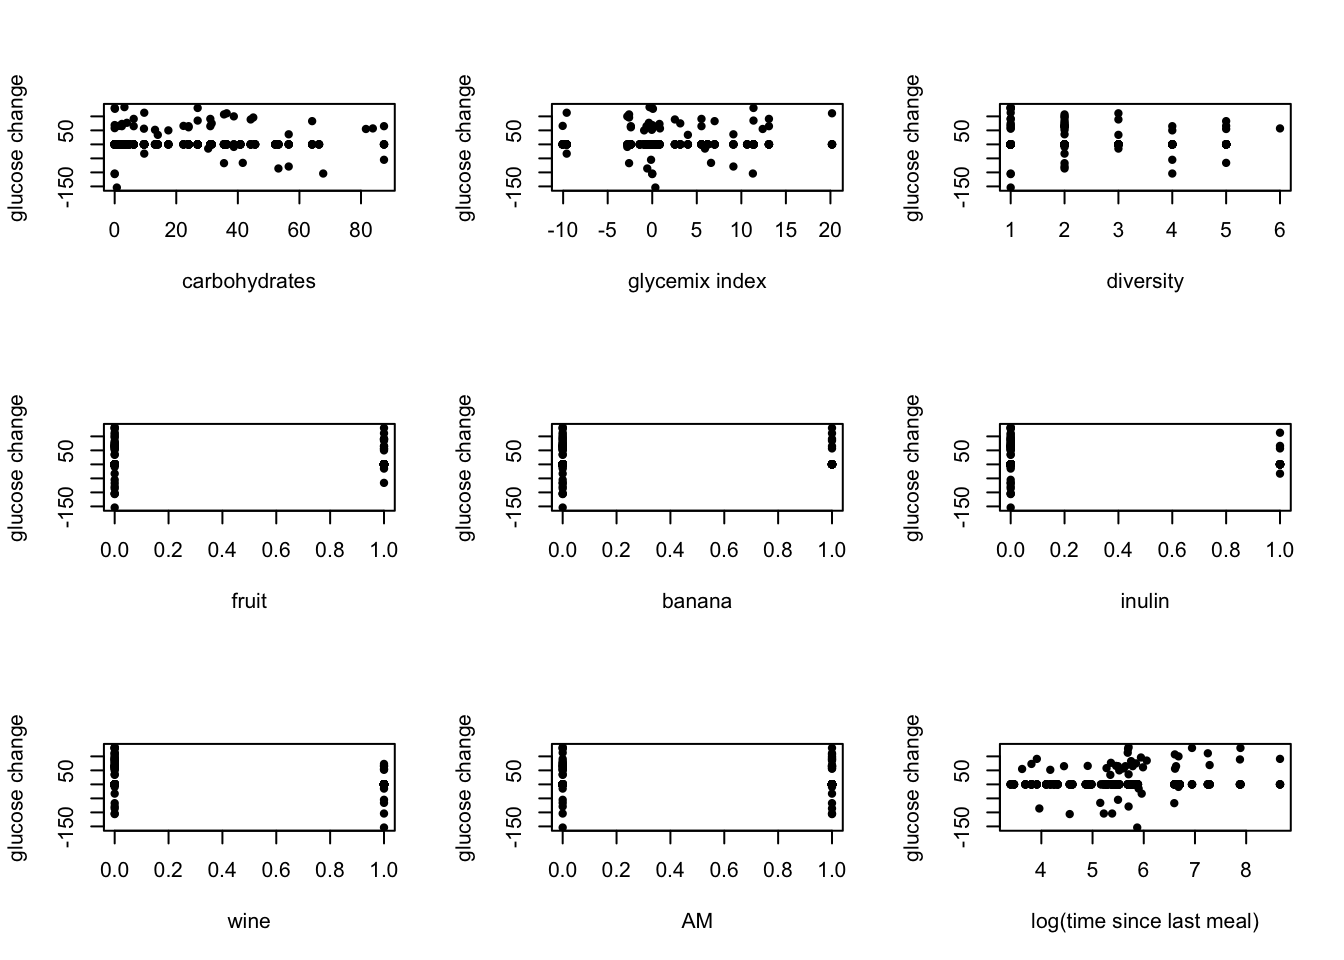 glucose change
50
-150
0 20 40 60 80
carbohydrates
glucose change
50
-150
-10 -5 0 5 10 15 20
glycemix index
glucose change
50
-150
1 2 3 4 5 6
diversity
glucose change
50
-150
0.0 0.2 0.4 0.6 0.8 1.0
fruit
glucose change
50
-150
0.0 0.2 0.4 0.6 0.8 1.0
banana
glucose change
50
-150
0.0 0.2 0.4 0.6 0.8 1.0
inulin
glucose change
50
-150
0.0 0.2 0.4 0.6 0.8 1.0
wine
glucose change
50
-150
0.0 0.2 0.4 0.6 0.8 1.0
AM
glucose change
50
-150
4 5 6 7 8
log(time since last meal)